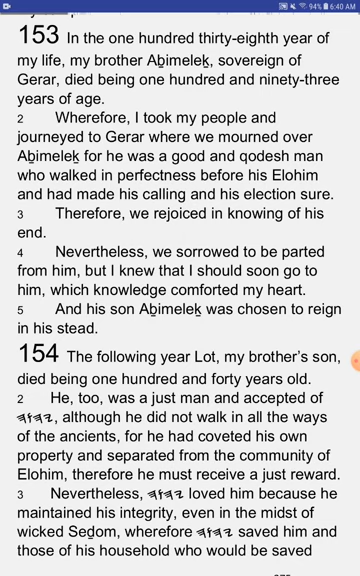 94% 6:40 AM
153 In the one hundred thirty-eighth year of
my life, my brother Aḇimeleḵ, sovereign of
Gerar, died being one hundred and ninety-three
years of age.
2 Wherefore, I took my people and
journeyed to Gerar where we mourned over
Aḇimeleḵ for he was a good and qodesh man
who walked in perfectness before his Elohim
and had made his calling and his election sure.
3 Therefore, we rejoiced in knowing of his
end.
4 Nevertheless, we sorrowed to be parted
from him, but I knew that I should soon go to
him, which knowledge comforted my heart.
5 And his son Aḇimeleḵ was chosen to reign
in his stead.
154 The following year Lot, my brother's son,
died being one hundred and forty years old.
2 He, too, was a just man and accepted of
𐤉𐤄𐤅𐤄, although he did not walk in all the ways
of the ancients, for he had coveted his own
property and separated from the community of
Elohim, therefore he must receive a just reward.
3 Nevertheless, 𐤉𐤄𐤅𐤄 loved him because he
maintained his integrity, even in the midst of
wicked Seḏom, wherefore 𐤉𐤄𐤅𐤄 saved him and
those of his household who would be saved